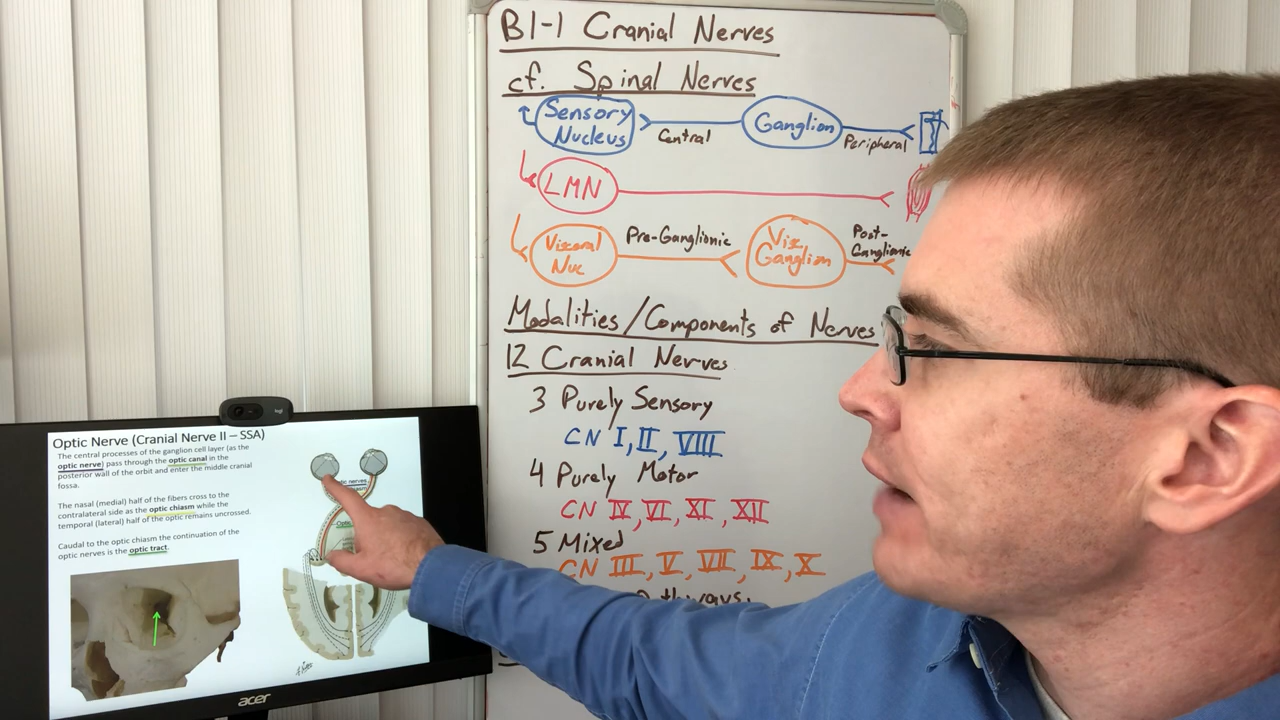 B1-1 Cranial Nerves
cf. Spinal Nerves
Sensory Nucleus
Central
Ganglion
Peripheral
LMN
Visceral Nuc
Pre-Ganglionic
Visc Ganglion
Post-Ganglionic
Modalities/Components of Nerves
12 Cranial Nerves
3 Purely Sensory
CN I, II, VIII
4 Purely Motor
CN IV, VI, XI, XII
5 Mixed
CN III, V, VII, IX, X
logi
Optic Nerve (Cranial Nerve II – SSA)
The central processes of the ganglion cell layer (as the
optic nerve) pass through the optic canal in the
posterior wall of the orbit and enter the middle cranial
fossa.
The nasal (medial) half of the fibers cross to the
contralateral side as the optic chiasm while the
temporal (lateral) half of the optic remains uncrossed.
Caudal to the optic chiasm the continuation of the
optic nerves is the optic tract.
nerves
acer